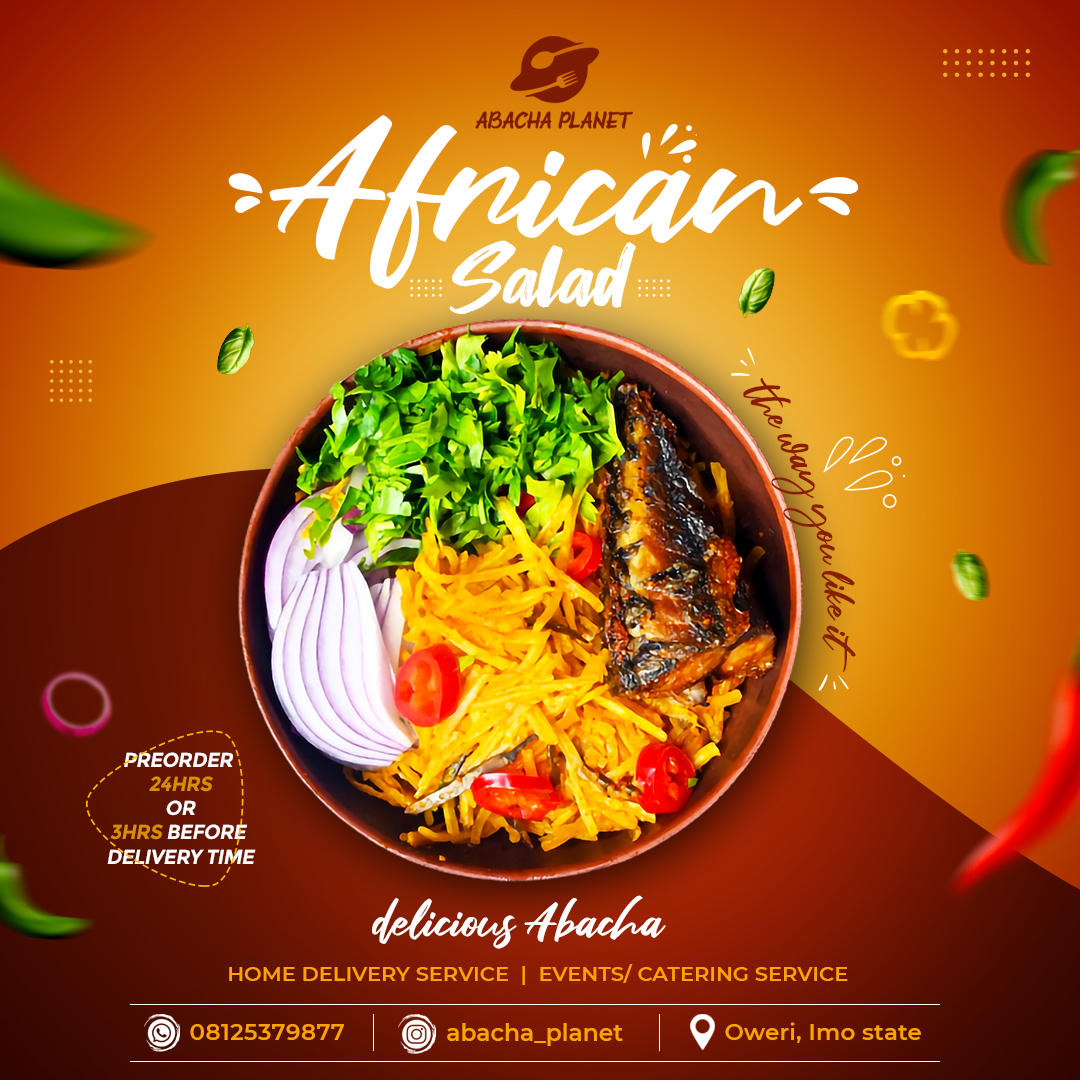 ABACHA PLANET
African
Salad
the way you like it
PREORDER
24HRS
OR
3HRS BEFORE
DELIVERY TIME
delicious Abacha
HOME DELIVERY SERVICE | EVENTS/ CATERING SERVICE
08125379877 | abacha_planet | Oweri, Imo state